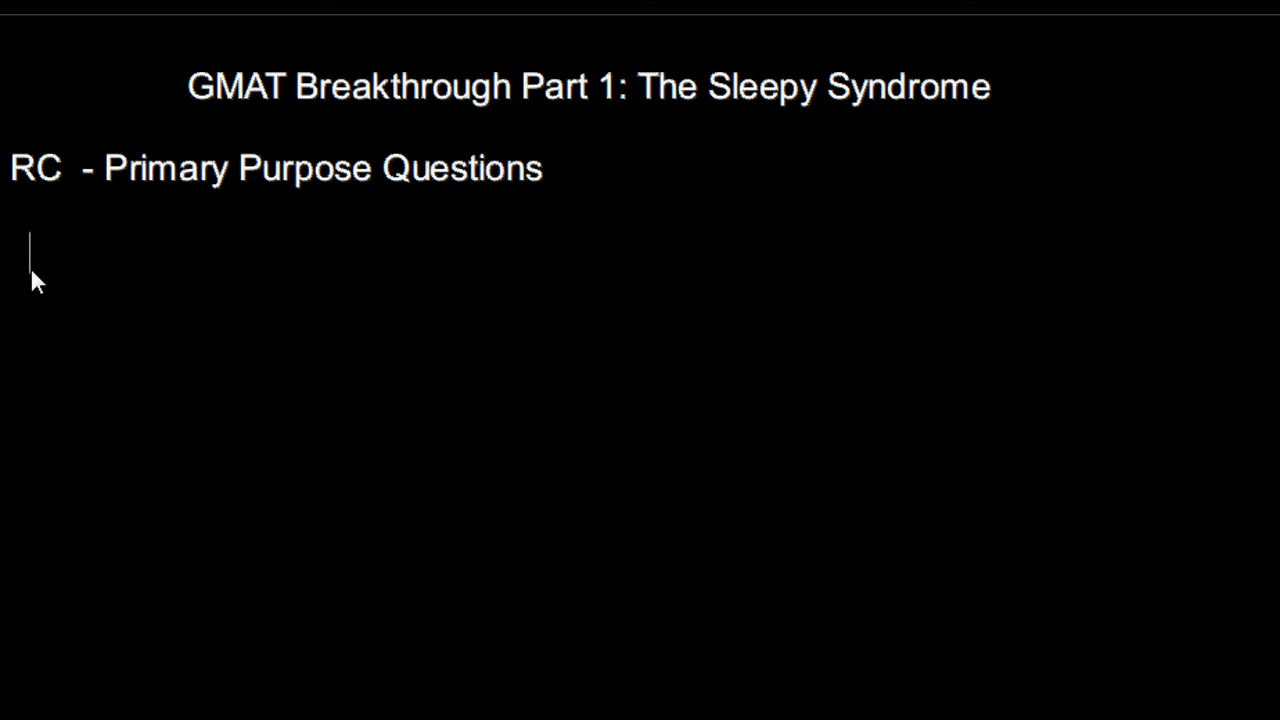 GMAT Breakthrough Part 1: The Sleepy Syndrome
RC - Primary Purpose Questions